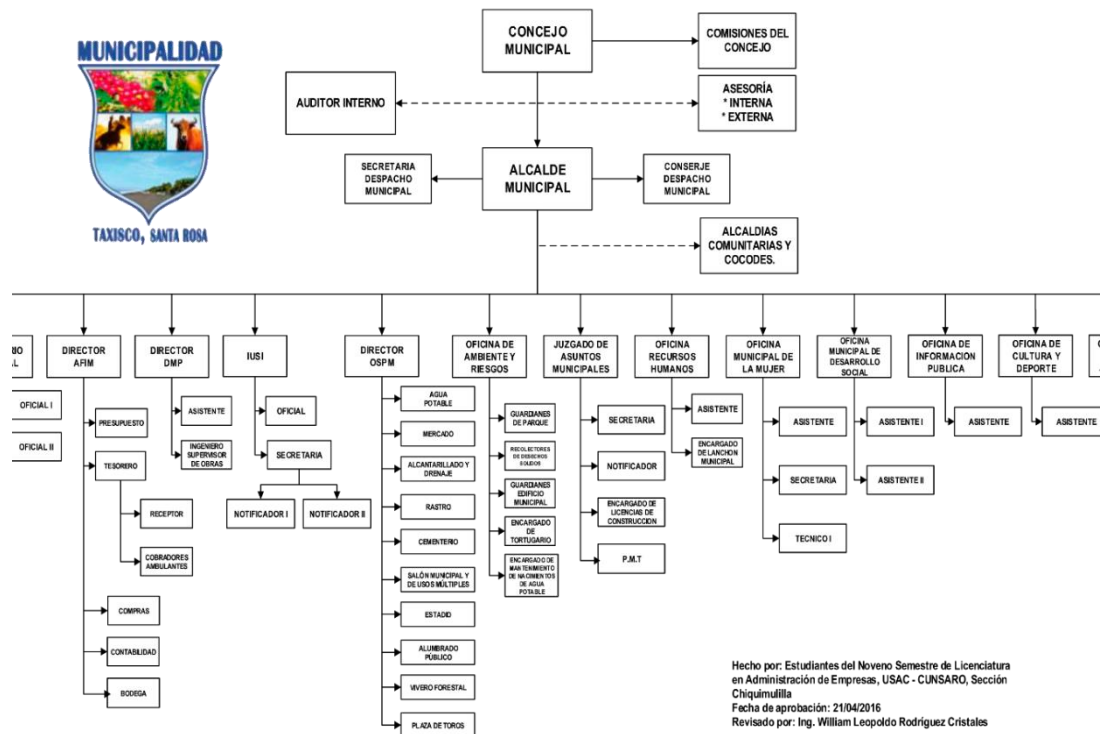 MUNICIPALIDAD
TAXISCO, SANTA ROSA
CONCEJO
MUNICIPAL
COMISIONES DEL
CONCEJO
AUDITOR INTERNO
ASESORÍA
* INTERNA
* EXTERNA
SECRETARIA
DESPACHO
MUNICIPAL
ALCALDE
MUNICIPAL
CONSERJE
DESPACHO
MUNICIPAL
ALCALDIAS
COMUNITARIAS Y
COCODES.
OFICIAL I
OFICIAL II
DIRECTOR
AFIM
PRESUPUESTO
TESORERO
RECEPTOR
COBRADORES
AMBULANTES
COMPRAS
CONTABILIDAD
BODEGA
DIRECTOR
DMP
ASISTENTE
INGENIERO
SUPERVISOR
DE OBRAS
IUSI
OFICIAL
SECRETARIA
NOTIFICADOR I
NOTIFICADOR II
DIRECTOR
OSPM
AGUA
POTABLE
MERCADO
ALCANTARILLADO Y
DRENAJE
RASTRO
CEMENTERIO
SALÓN MUNICIPAL Y
DE USOS MÚLTIPLES
ESTADIO
ALUMBRADO
PÚBLICO
VIVERO FORESTAL
PLAZA DE TOROS
OFICINA DE
AMBIENTE Y
RIESGOS
GUARDIANES
DE PARQUE
RECOLECTORES
DE DESECHOS
SOLIDOS
GUARDIANES
EDIFICIO
MUNICIPAL
ENCARGADO
DE
TORTUGARIO
ENCARGADO DE
MANTENIMIENTO
DE NACIMIENTOS
DE AGUA
POTABLE
JUZGADO DE
ASUNTOS
MUNICIPALES
SECRETARIA
NOTIFICADOR
ENCARGADO DE
LICENCIAS DE
CONSTRUCCION
P.M.T
OFICINA
RECURSOS
HUMANOS
ASISTENTE
ENCARGADO
DE LANCHON
MUNICIPAL
OFICINA
MUNICIPAL DE
LA MUJER
ASISTENTE
SECRETARIA
TECNICO I
OFICINA
MUNICIPAL DE
DESARROLLO
SOCIAL
ASISTENTE I
ASISTENTE II
OFICINA DE
INFORMACION
PUBLICA
ASISTENTE
OFICINA DE
CULTURA Y
DEPORTE
ASISTENTE
Hecho por: Estudiantes del Noveno Semestre de Licenciatura
en Administración de Empresas, USAC - CUNSARO, Sección
Chiquimulilla
Fecha de aprobación: 21/04/2016
Revisado por: Ing. William Leopoldo Rodríguez Cristales